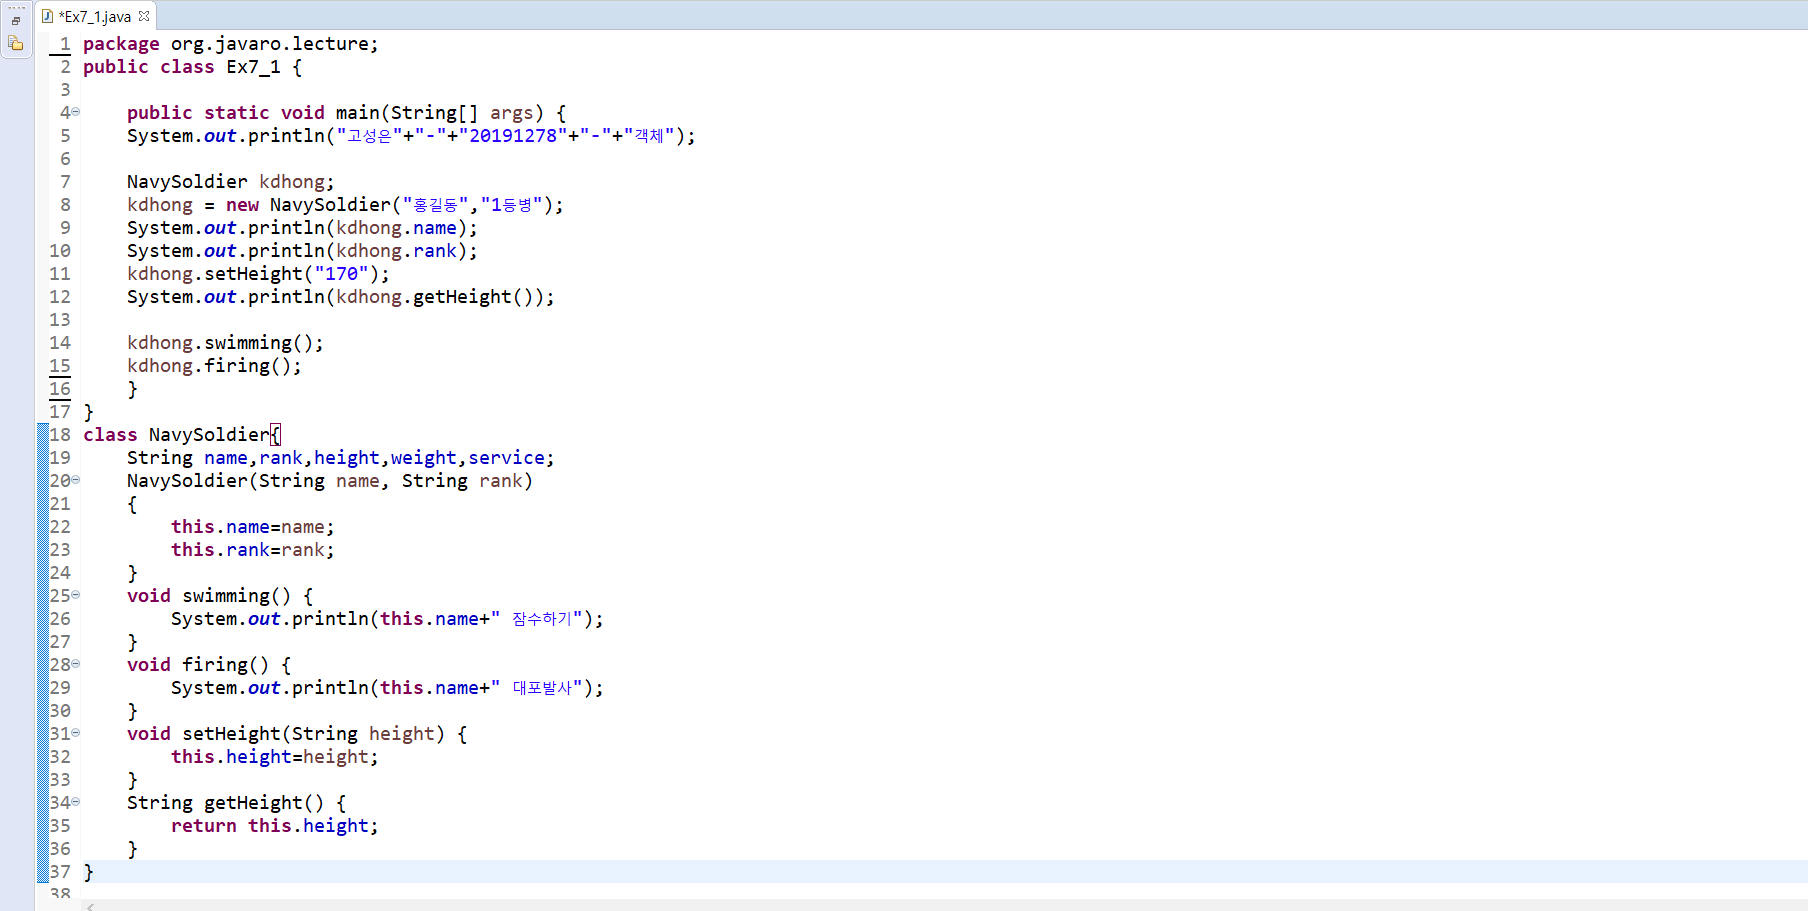 *Ex7_1.java
1 package org.javaro.lecture;
2 public class Ex7_1 {
3
4 public static void main(String[] args) {
5 System.out.println("고성은"+"-"+"20191278"+"-"+"객체");
6
7 NavySoldier kdhong;
8 kdhong = new NavySoldier("홍길동","1등병");
9 System.out.println(kdhong.name);
10 System.out.println(kdhong.rank);
11 kdhong.setHeight("170");
12 System.out.println(kdhong.getHeight());
13
14 kdhong.swimming();
15 kdhong.firing();
16 }
17 }
18 class NavySoldier{
19 String name,rank,height,weight,service;
20 NavySoldier(String name, String rank)
21 {
22 this.name=name;
23 this.rank=rank;
24 }
25 void swimming() {
26 System.out.println(this.name+" 잠수하기");
27 }
28 void firing() {
29 System.out.println(this.name+" 대포발사");
30 }
31 void setHeight(String height) {
32 this.height=height;
33 }
34 String getHeight() {
35 return this.height;
36 }
37 }
38